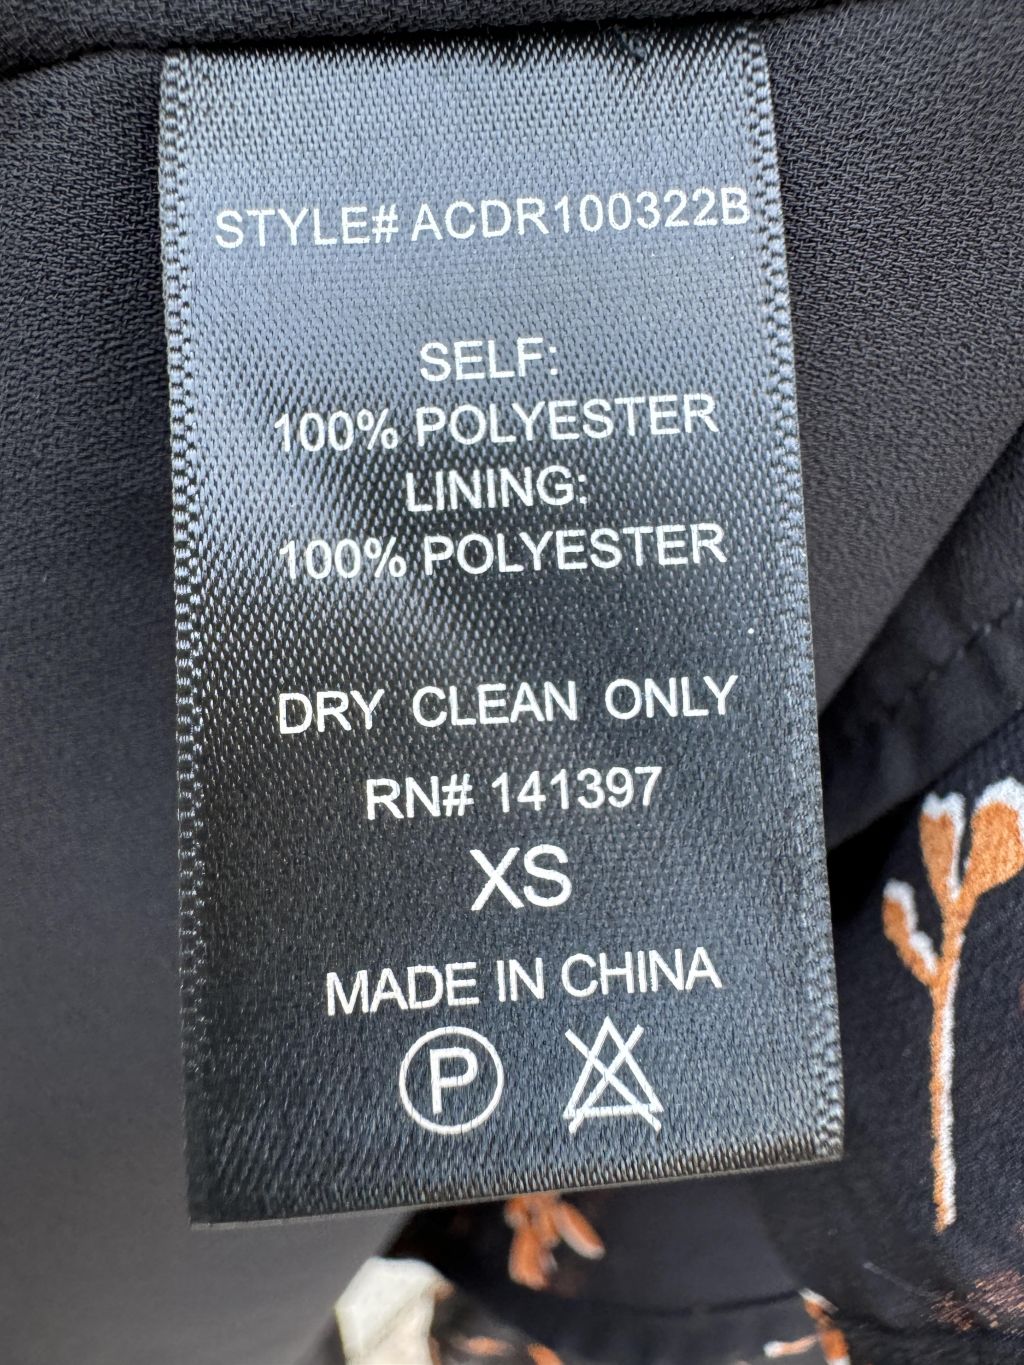 STYLE# ACDR100322B
SELF:
100% POLYESTER
LINING:
100% POLYESTER
DRY CLEAN ONLY
RN# 141397
XS
MADE IN CHINA
P